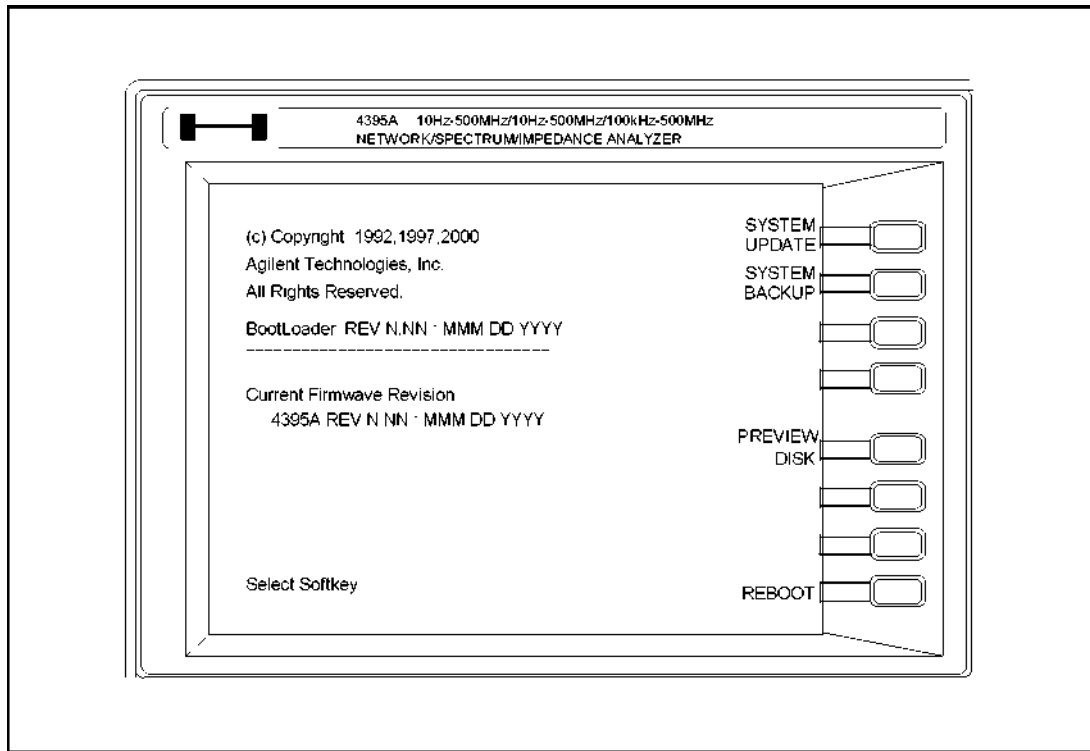 4395A 10Hz-500MHz/10Hz-500MHz/100kHz-500MHz
NETWORK/SPECTRUM/IMPEDANCE ANALYZER
(c) Copyright 1992,1997,2000
Agilent Technologies, Inc.
All Rights Reserved.
BootLoader REV N.NN : MMM DD YYYY
----------------------------------
Current Firmwave Revision
4395A REV N NN : MMM DD YYYY
Select Softkey
SYSTEM
UPDATE
SYSTEM
BACKUP
PREVIEW
DISK
REBOOT